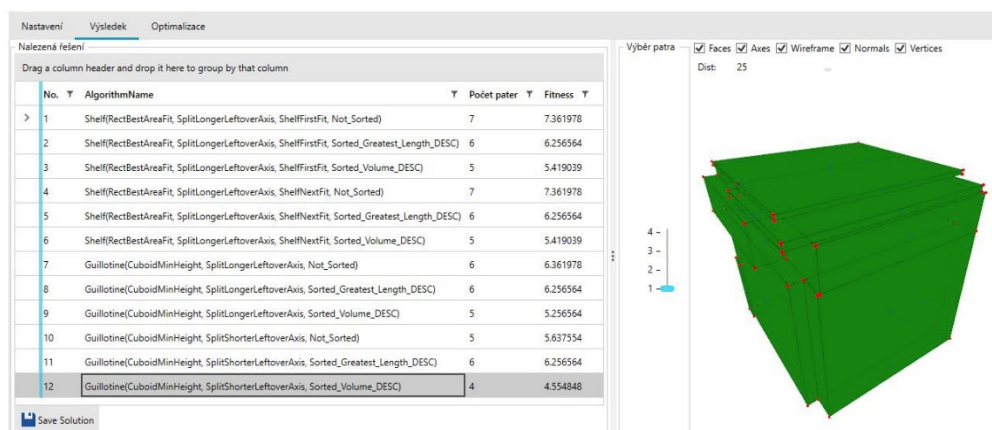 Nastavení Výsledek Optimalizace
Nalezená řešení
Drag a column header and drop it here to group by that column
No. AlgorithmName Počet pater Fitness
1 Shelf(RectBestAreaFit, SplitLongerLeftoverAxis, ShelfFirstFit, Not_Sorted) 7 7.361978
2 Shelf(RectBestAreaFit, SplitLongerLeftoverAxis, ShelfFirstFit, Sorted_Greatest_Length_DESC) 6 6.256564
3 Shelf(RectBestAreaFit, SplitLongerLeftoverAxis, ShelfFirstFit, Sorted_Volume_DESC) 5 5.419039
4 Shelf(RectBestAreaFit, SplitLongerLeftoverAxis, ShelfNextFit, Not_Sorted) 7 7.361978
5 Shelf(RectBestAreaFit, SplitLongerLeftoverAxis, ShelfNextFit, Sorted_Greatest_Length_DESC) 6 6.256564
6 Shelf(RectBestAreaFit, SplitLongerLeftoverAxis, ShelfNextFit, Sorted_Volume_DESC) 5 5.419039
7 Guillotine(CuboidMinHeight, SplitLongerLeftoverAxis, Not_Sorted) 6 6.361978
8 Guillotine(CuboidMinHeight, SplitLongerLeftoverAxis, Sorted_Greatest_Length_DESC) 6 6.256564
9 Guillotine(CuboidMinHeight, SplitLongerLeftoverAxis, Sorted_Volume_DESC) 5 5.256564
10 Guillotine(CuboidMinHeight, SplitShorterLeftoverAxis, Not_Sorted) 5 5.637554
11 Guillotine(CuboidMinHeight, SplitShorterLeftoverAxis, Sorted_Greatest_Length_DESC) 6 6.256564
12 Guillotine(CuboidMinHeight, SplitShorterLeftoverAxis, Sorted_Volume_DESC) 4 4.554848
Save Solution
Výběr patra
4
3
2
1
Faces Axes Wireframe Normals Vertices
Dist: 25